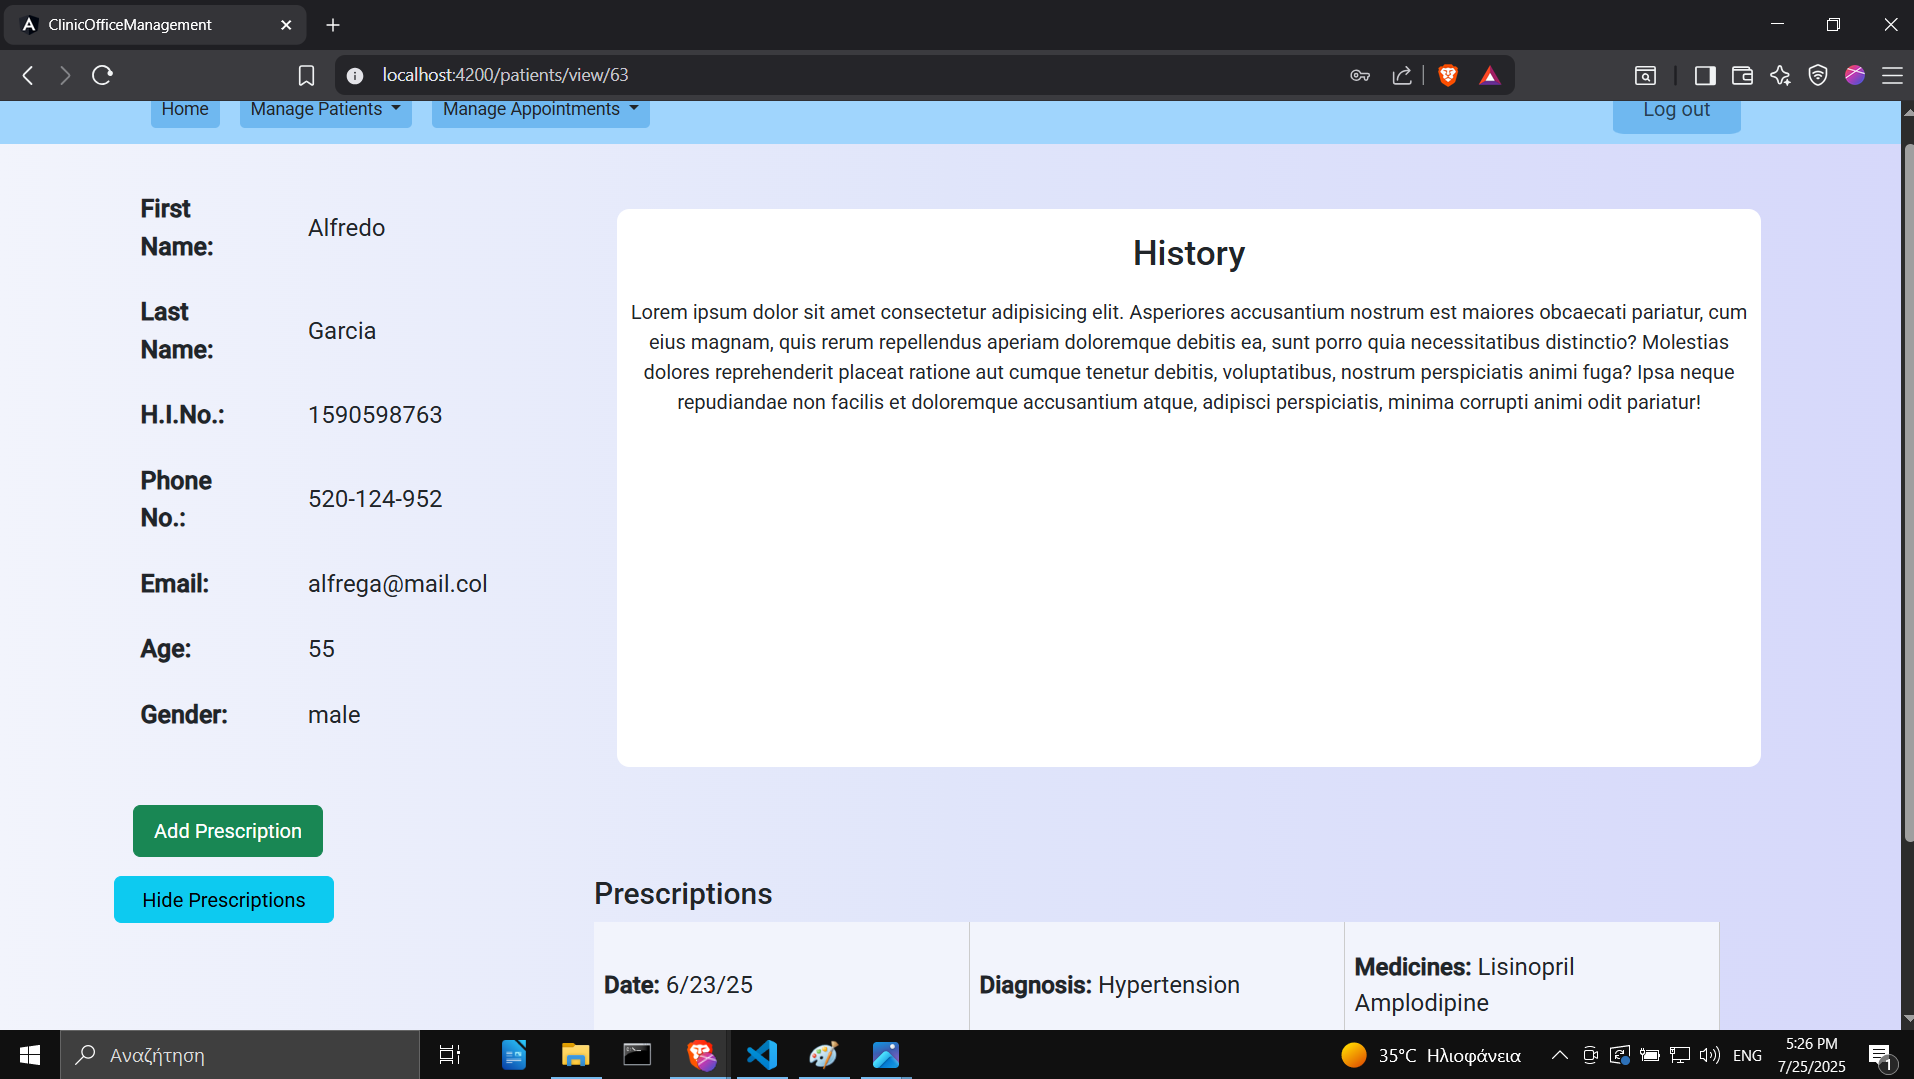 ClinicOfficeManagement
localhost:4200/patients/view/63
Home Manage Patients Manage Appointments Log out
First
Name:
Alfredo
Last
Name:
Garcia
H.I.No.: 1590598763
Phone
No.:
520-124-952
Email: alfrega@mail.col
Age: 55
Gender: male
Add Prescription
Hide Prescriptions
History
Lorem ipsum dolor sit amet consectetur adipisicing elit. Asperiores accusantium nostrum est maiores obcaecati pariatur, cum
eius magnam, quis rerum repellendus aperiam doloremque debitis ea, sunt porro quia necessitatibus distinctio? Molestias
dolores reprehenderit placeat ratione aut cumque tenetur debitis, voluptatibus, nostrum perspiciatis animi fuga? Ipsa neque
repudiandae non facilis et doloremque accusantium atque, adipisci perspiciatis, minima corrupti animi odit pariatur!
Prescriptions
Date: 6/23/25
Diagnosis: Hypertension
Medicines: Lisinopril
Amplodipine
Αναζήτηση
35°C Ηλιοφάνεια
ENG
5:26 PM
7/25/2025
1